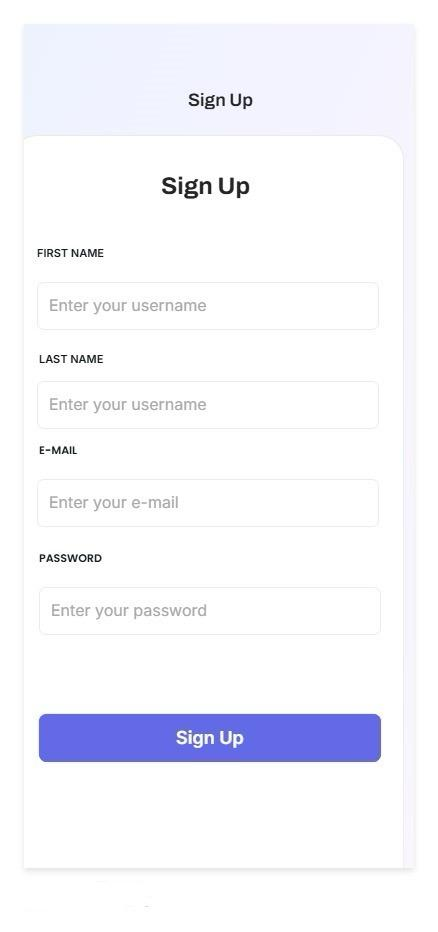 Sign Up
Sign Up
FIRST NAME
Enter your username
LAST NAME
Enter your username
E-MAIL
Enter your e-mail
PASSWORD
Enter your password
Sign Up